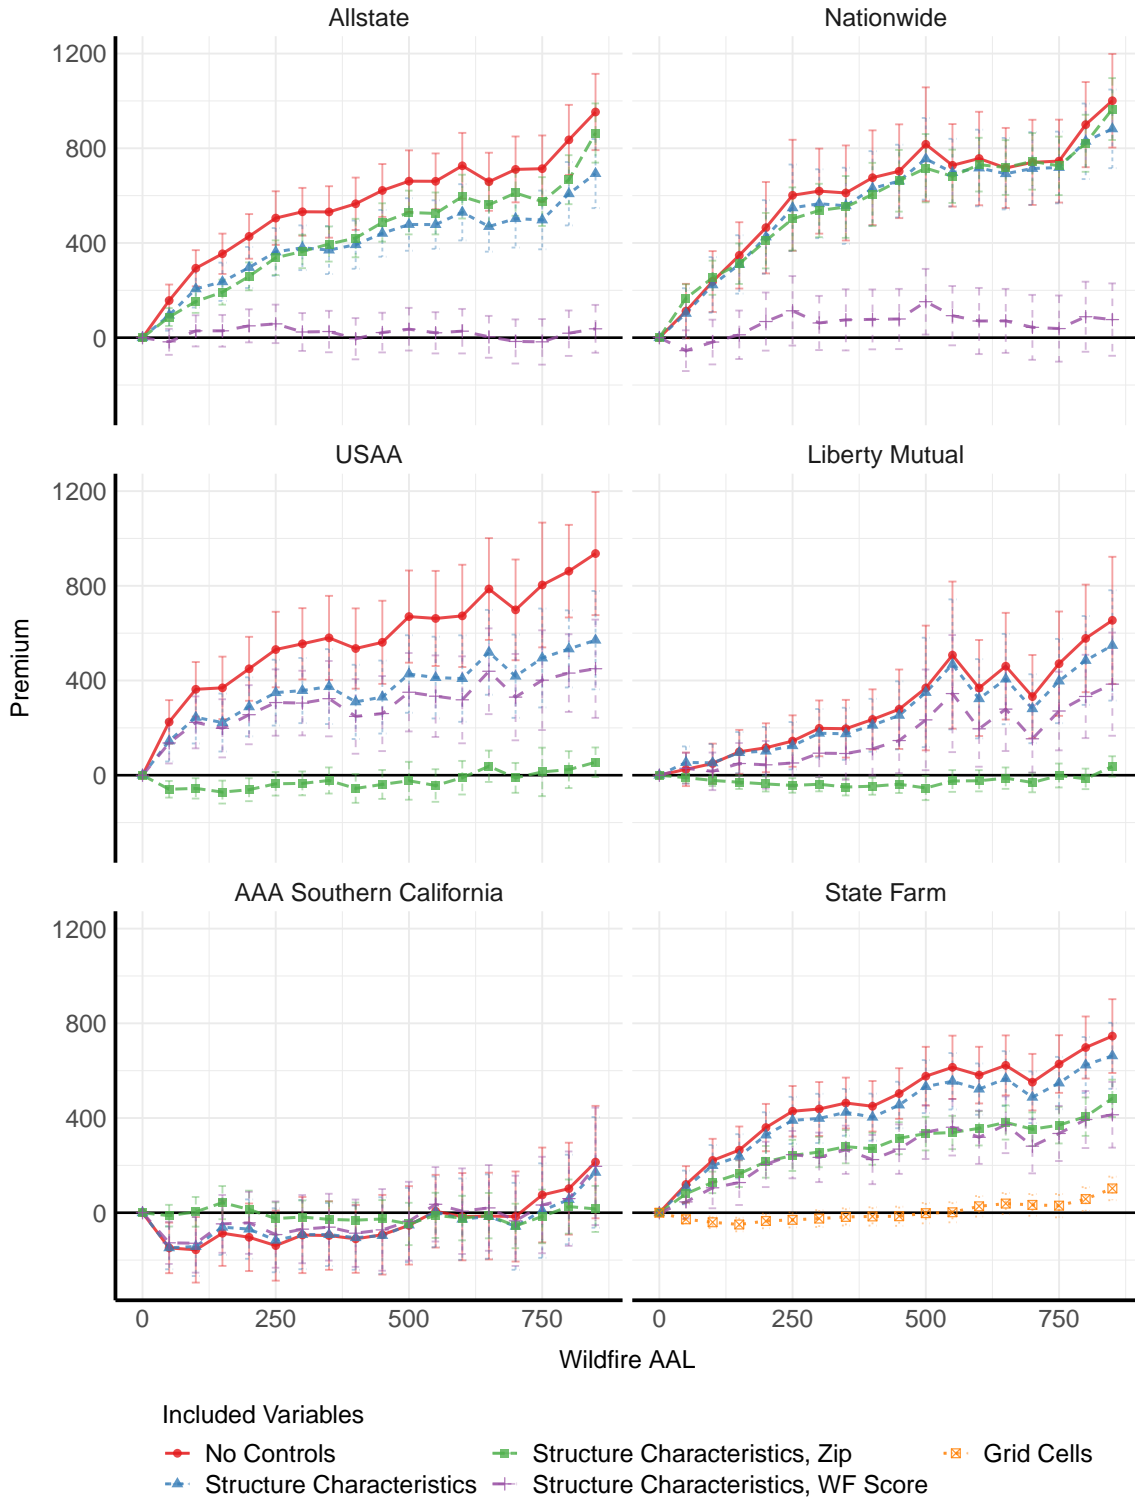 Allstate
Nationwide
1200
800
400
0
USAA
Liberty Mutual
1200
800
400
0
Premium
AAA Southern California
State Farm
1200
800
400
0
0 250 500 750 0 250 500 750
Wildfire AAL
Included Variables
No Controls
Structure Characteristics, Zip
Grid Cells
Structure Characteristics
Structure Characteristics, WF Score